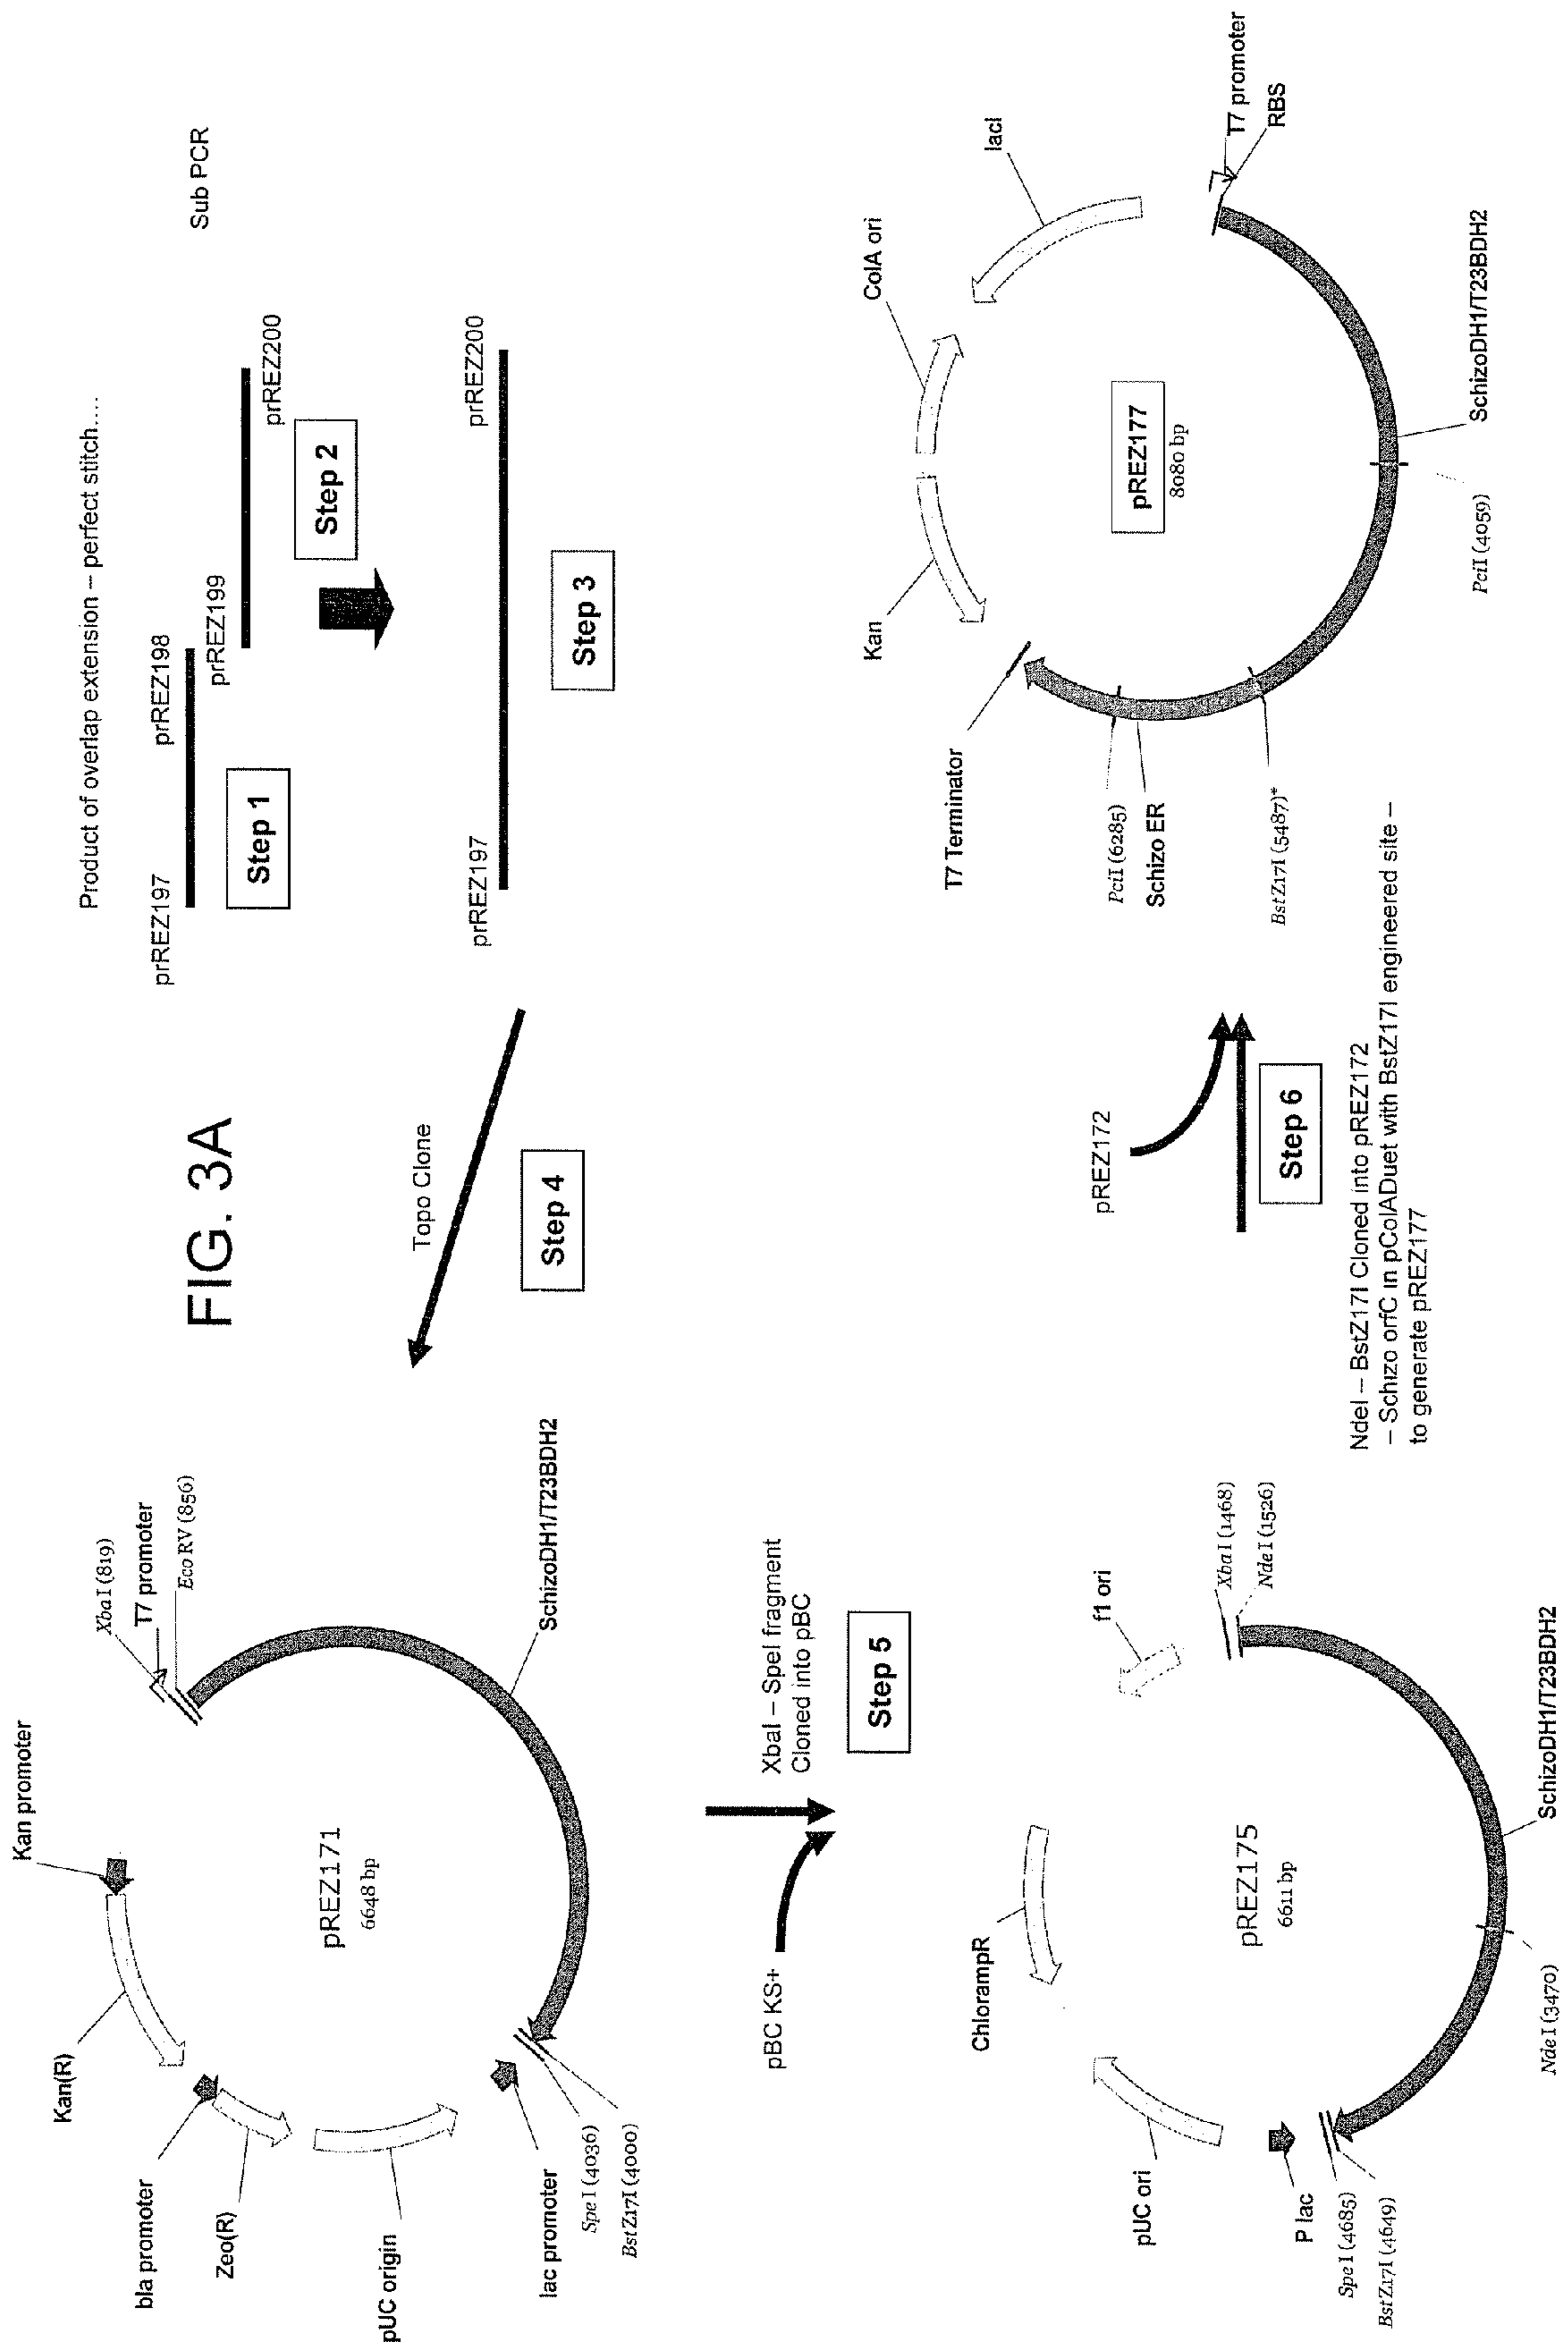 FIG. 3A
Product of overlap extension – perfect stitch....
Sub PCR
prREZ197
prREZ198
prREZ199
prREZ200
Step 1
Step 2
prREZ197
prREZ200
Step 3
Topo Clone
Step 4
Kan promoter
XbaI (819)
T7 promoter
EcoRV (856)
Kan(R)
bla promoter
Zeo(R)
pUC origin
lac promoter
SpeI (4036)
BstZ17I (4000)
SchizoDH1/T23BDH2
pREZ171
6648 bp
pBC KS+
XbaI – SpeI fragment
Cloned into pBC
Step 5
f1 ori
XbaI (1468)
NdeI (1526)
ChlorampR
pUC ori
P lac
SpeI (4685)
BstZ17I (4649)
NdeI (3470)
SchizoDH1/T23BDH2
pREZ175
6611 bp
pREZ172
Step 6
NdeI – BstZ17I Cloned into pREZ172
– Schizo orfC in pColADuet with BstZ17I engineered site –
to generate pREZ177
ColA ori
lacI
Kan
T7 promoter
RBS
T7 Terminator
pREZ177
8080 bp
PciI (6285)
Schizo ER
BstZ17I (5487)*
PciI (4059)
SchizoDH1/T23BDH2